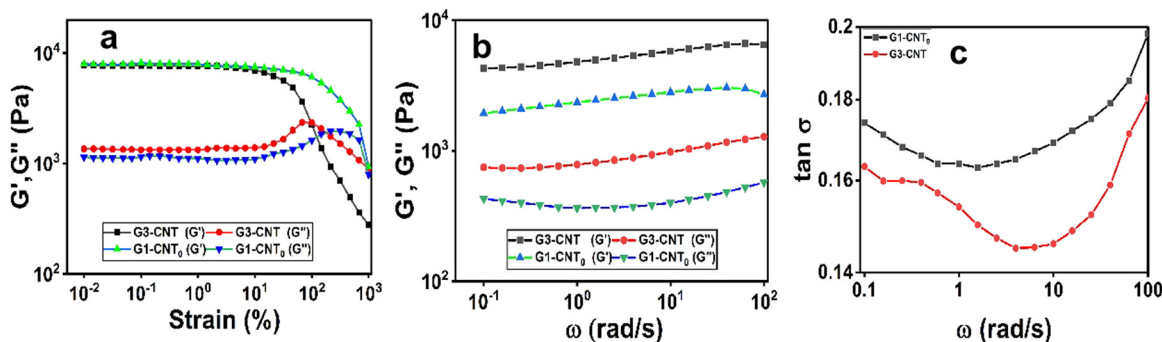 a
G', G'' (Pa)
10⁴
10³
10²
G3-CNT (G') G3-CNT (G'')
G1-CNT₀ (G') G1-CNT₀ (G'')
10⁻² 10⁻¹ 10⁰ 10¹ 10² 10³
Strain (%)
b
G', G'' (Pa)
10⁴
10³
10²
G3-CNT (G') G3-CNT (G'')
G1-CNT₀ (G') G1-CNT₀ (G'')
10⁻¹ 10⁰ 10¹ 10²
ω (rad/s)
c
tan σ
0.2
0.18
0.16
0.14
G1-CNT₀
G3-CNT
0.1 1 10 100
ω (rad/s)